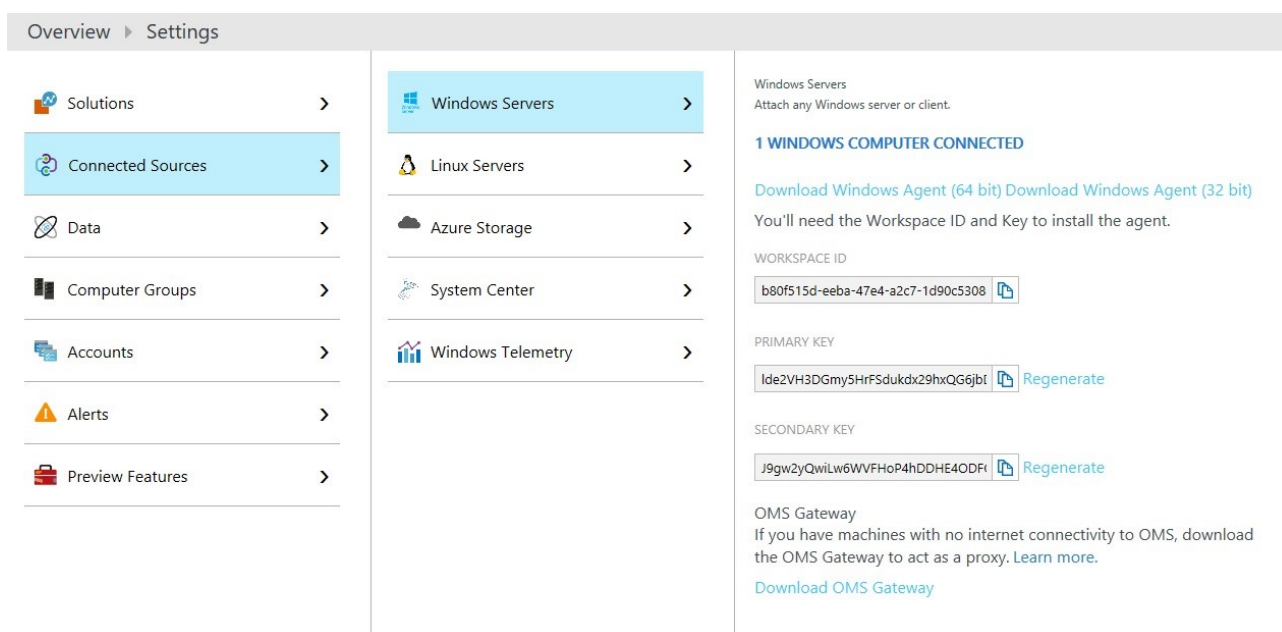 Overview Settings
Solutions
Connected Sources
Data
Computer Groups
Accounts
Alerts
Preview Features
Windows Servers
Linux Servers
Azure Storage
System Center
Windows Telemetry
Windows Servers
Attach any Windows server or client.
1 WINDOWS COMPUTER CONNECTED
Download Windows Agent (64 bit) Download Windows Agent (32 bit)
You'll need the Workspace ID and Key to install the agent.
WORKSPACE ID
b80f515d-eeba-47e4-a2c7-1d90c5308
PRIMARY KEY
Regenerate
SECONDARY KEY
Regenerate
OMS Gateway
If you have machines with no internet connectivity to OMS, download
the OMS Gateway to act as a proxy. Learn more.
Download OMS Gateway